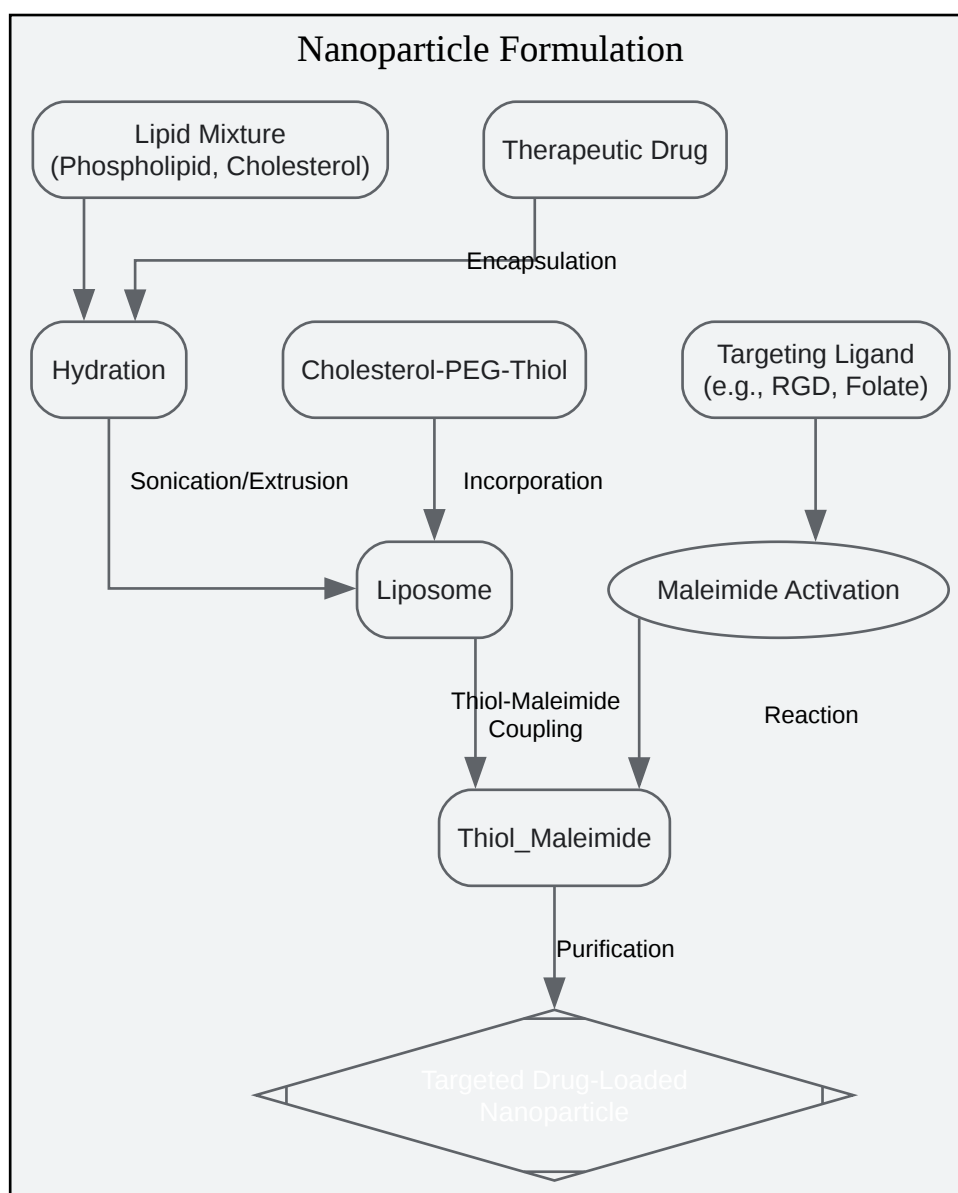 Nanoparticle Formulation
Lipid Mixture
(Phospholipid, Cholesterol)
Therapeutic Drug
Encapsulation
Hydration
Cholesterol-PEG-Thiol
Targeting Ligand
(e.g., RGD, Folate)
Sonication/Extrusion
Incorporation
Liposome
Maleimide Activation
Thiol-Maleimide
Coupling
Reaction
Thiol_Maleimide
Purification
Targeted Drug-Loaded
Nanoparticle